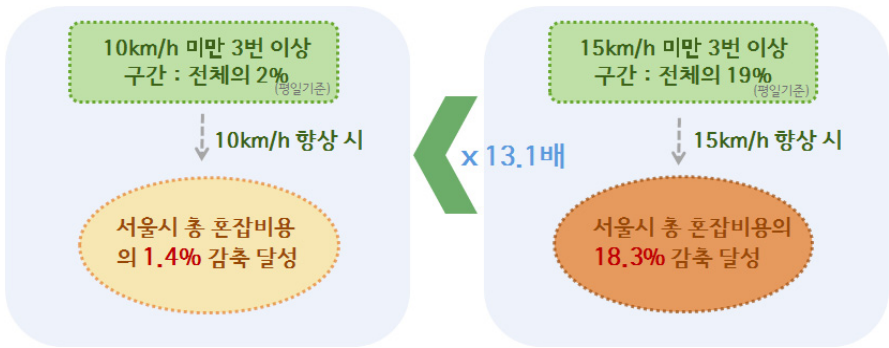 10km/h 미만 3번 이상
구간 : 전체의 2%
(평일기준)
10km/h 향상 시
서울시 총 혼잡비용
의 1.4% 감축 달성
x 13.1배
15km/h 미만 3번 이상
구간 : 전체의 19%
(평일기준)
15km/h 향상 시
서울시 총 혼잡비용의
18.3% 감축 달성